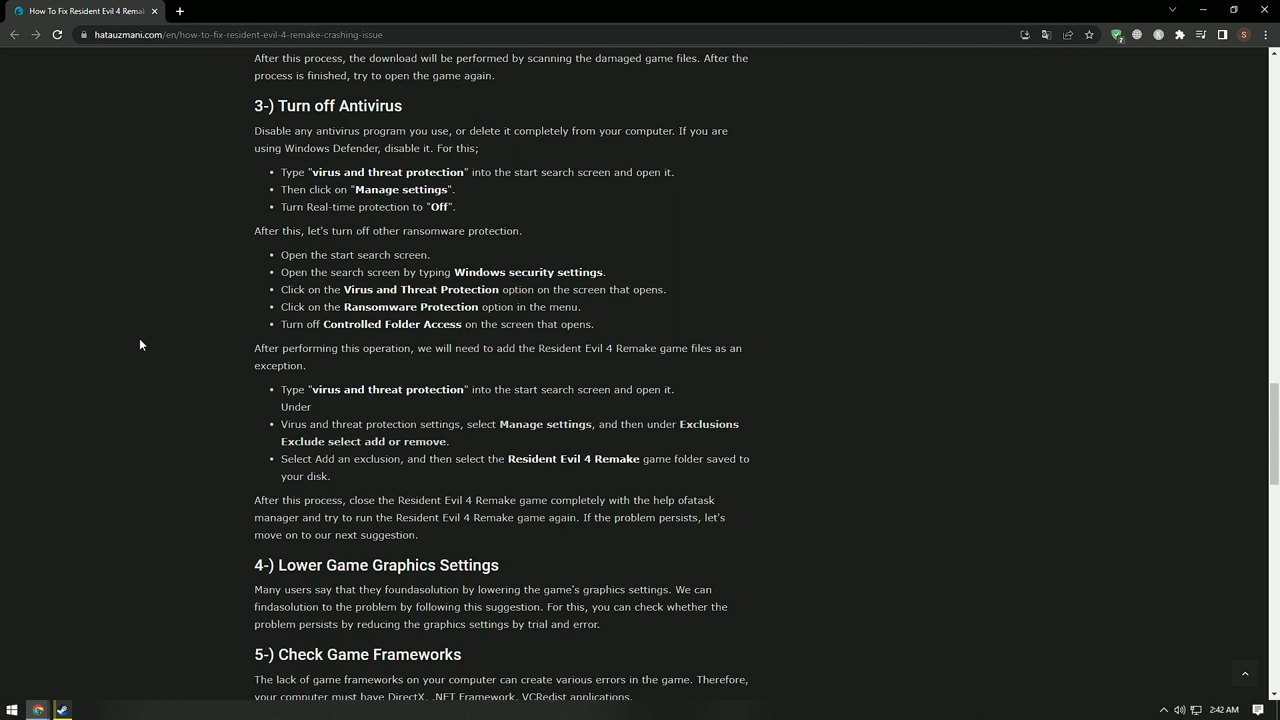 How To Fix Resident Evil 4 Rema
hatauzmani.com/en/how-to-fix-resident-evil-4-remake-crashing-issue
7
K
S
After this process, the download will be performed by scanning the damaged game files. After the
process is finished, try to open the game again.
3-) Turn off Antivirus
Disable any antivirus program you use, or delete it completely from your computer. If you are
using Windows Defender, disable it. For this;
Type "virus and threat protection" into the start search screen and open it.
Then click on "Manage settings".
Turn Real-time protection to "Off".
After this, let's turn off other ransomware protection.
Open the start search screen.
Open the search screen by typing Windows security settings.
Click on the Virus and Threat Protection option on the screen that opens.
Click on the Ransomware Protection option in the menu.
Turn off Controlled Folder Access on the screen that opens.
After performing this operation, we will need to add the Resident Evil 4 Remake game files as an
exception.
Type "virus and threat protection" into the start search screen and open it.
Under
Virus and threat protection settings, select Manage settings, and then under Exclusions
Exclude select add or remove.
Select Add an exclusion, and then select the Resident Evil 4 Remake game folder saved to
your disk.
After this process, close the Resident Evil 4 Remake game completely with the help ofatask
manager and try to run the Resident Evil 4 Remake game again. If the problem persists, let's
move on to our next suggestion.
4-) Lower Game Graphics Settings
Many users say that they foundasolution by lowering the game's graphics settings. We can
findasolution to the problem by following this suggestion. For this, you can check whether the
problem persists by reducing the graphics settings by trial and error.
5-) Check Game Frameworks
The lack of game frameworks on your computer can create various errors in the game. Therefore,
your computer must have DirectX, .NET Framework, VCRedist applications.
2:42 AM